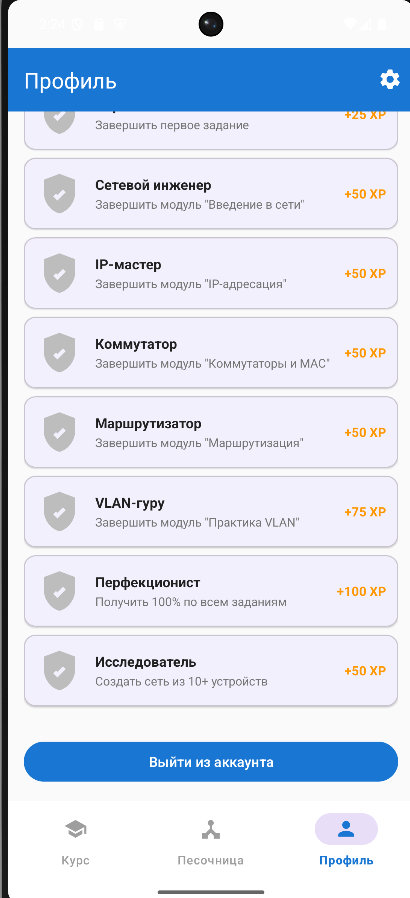 Профиль
+25 XP
Завершить первое задание
Сетевой инженер
Завершить модуль "Введение в сети"
+50 XP
IP-мастер
Завершить модуль "IP-адресация"
+50 XP
Коммутатор
Завершить модуль "Коммутаторы и MAC"
+50 XP
Маршрутизатор
Завершить модуль "Маршрутизация"
+50 XP
VLAN-гуру
Завершить модуль "Практика VLAN"
+75 XP
Перфекционист
Получить 100% по всем заданиям
+100 XP
Исследователь
Создать сеть из 10+ устройств
+50 XP
Выйти из аккаунта
Курс
Песочница
Профиль